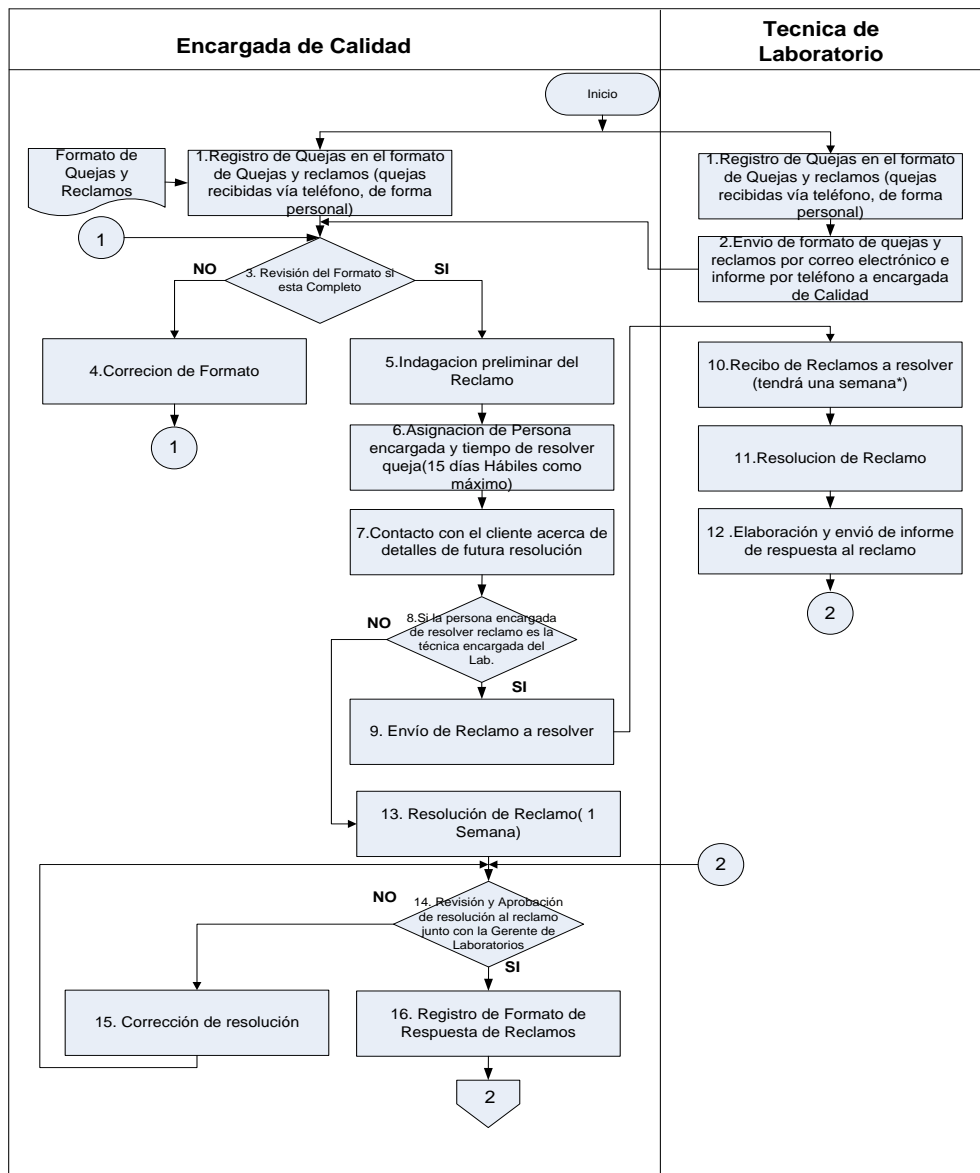 Encargada de Calidad
Tecnica de
Laboratorio
Inicio
Formato de
Quejas y
Reclamos
1.Registro de Quejas en el formato
de Quejas y reclamos (quejas
recibidas vía teléfono, de forma
personal)
1.Registro de Quejas en el formato
de Quejas y reclamos (quejas
recibidas vía teléfono, de forma
personal)
1
2.Envio de formato de quejas y
reclamos por correo electrónico e
informe por teléfono a encargada
de Calidad
NO
3. Revisión del Formato si
esta Completo
SI
4.Correcion de Formato
1
5.Indagacion preliminar del
Reclamo
6.Asignacion de Persona
encargada y tiempo de resolver
queja(15 días Hábiles como
máximo)
7.Contacto con el cliente acerca de
detalles de futura resolución
NO
8.Si la persona encargada
de resolver reclamo es la
técnica encargada del
Lab.
SI
9. Envío de Reclamo a resolver
10.Recibo de Reclamos a resolver
(tendrá una semana*)
11.Resolucion de Reclamo
12 .Elaboración y envió de informe
de respuesta al reclamo
2
13. Resolución de Reclamo( 1
Semana)
2
NO
14. Revisión y Aprobación
de resolución al reclamo
junto con la Gerente de
Laboratorios
SI
15. Corrección de resolución
16. Registro de Formato de
Respuesta de Reclamos
2